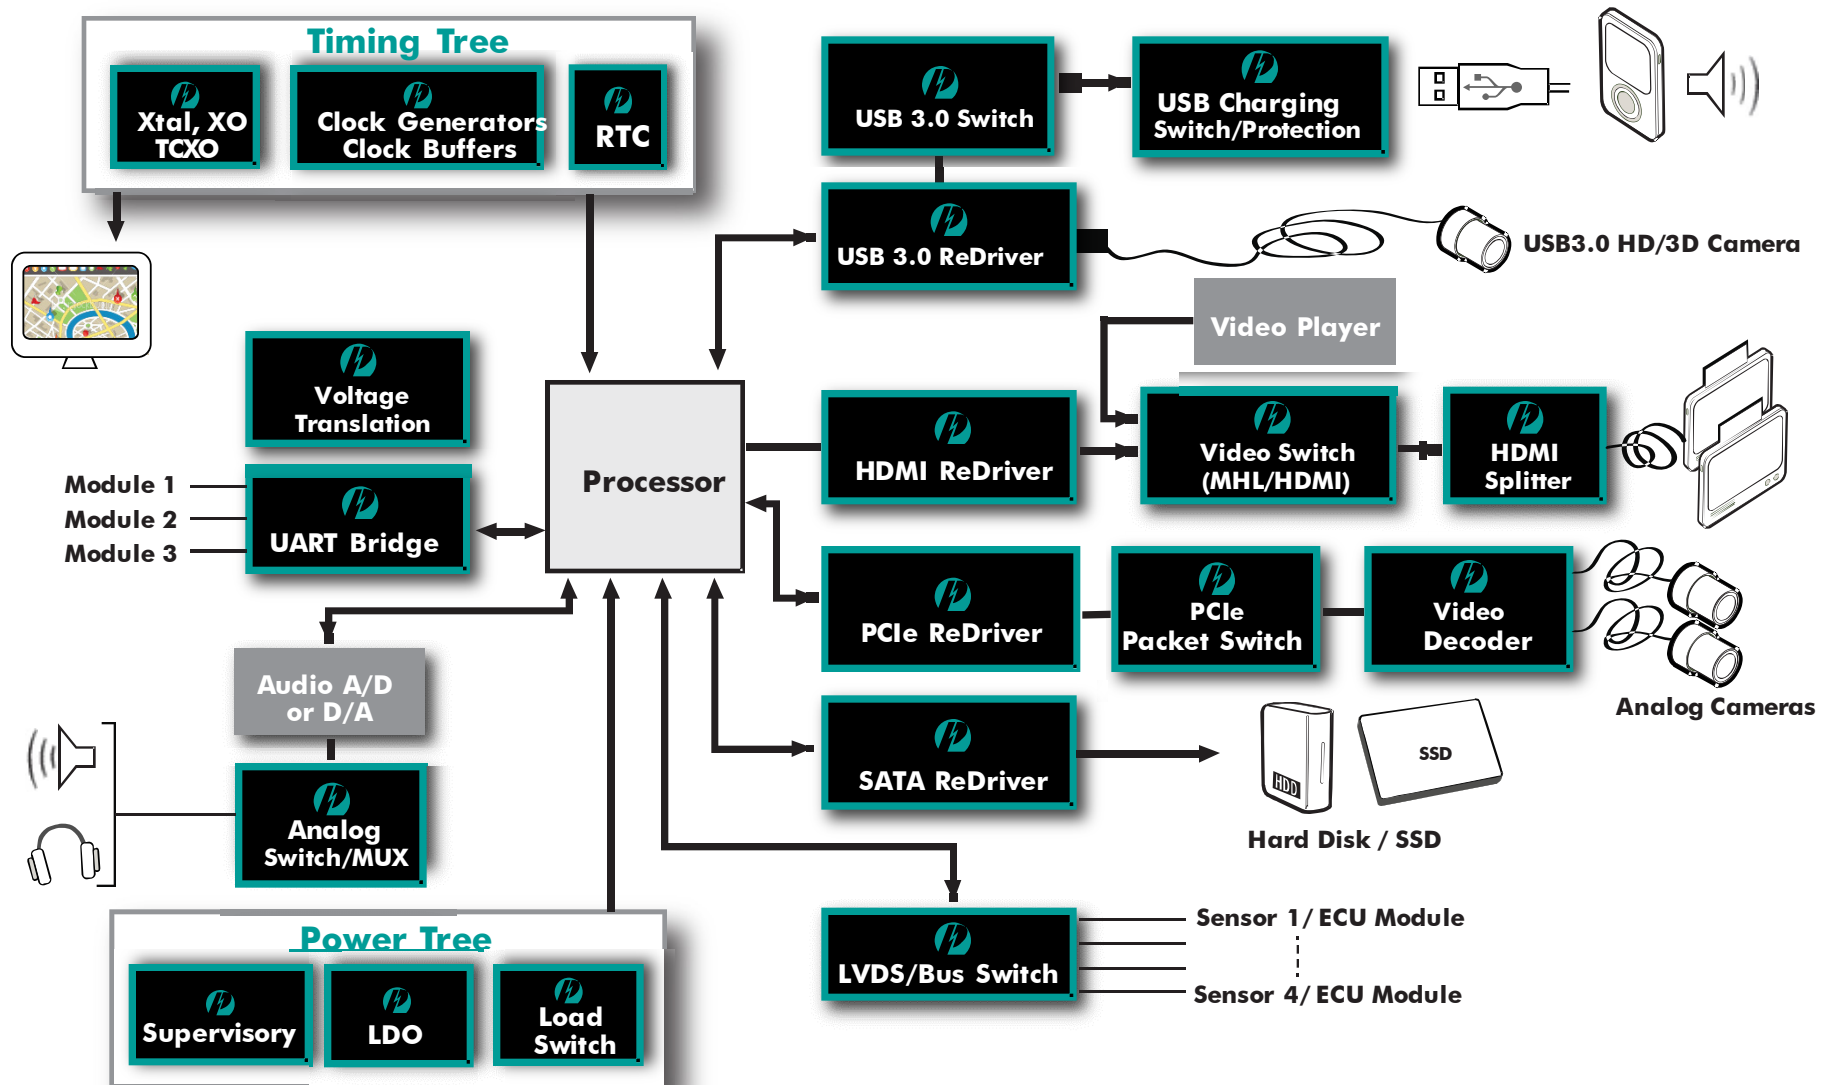 Timing Tree
Xtal, XO
TCXO
Clock Generators
Clock Buffers
RTC
USB 3.0 Switch
USB Charging
Switch/Protection
USB 3.0 ReDriver
USB3.0 HD/3D Camera
Video Player
Voltage
Translation
Module 1
Module 2
Module 3
UART Bridge
Processor
HDMI ReDriver
Video Switch
(MHL/HDMI)
HDMI
Splitter
PCIe ReDriver
PCIe
Packet Switch
Video
Decoder
Analog Cameras
Audio A/D
or D/A
Analog
Switch/MUX
SATA ReDriver
HDD
SSD
Hard Disk / SSD
LVDS/Bus Switch
Sensor 1/ECU Module
Sensor 4/ECU Module
Power Tree
Supervisory
LDO
Load
Switch